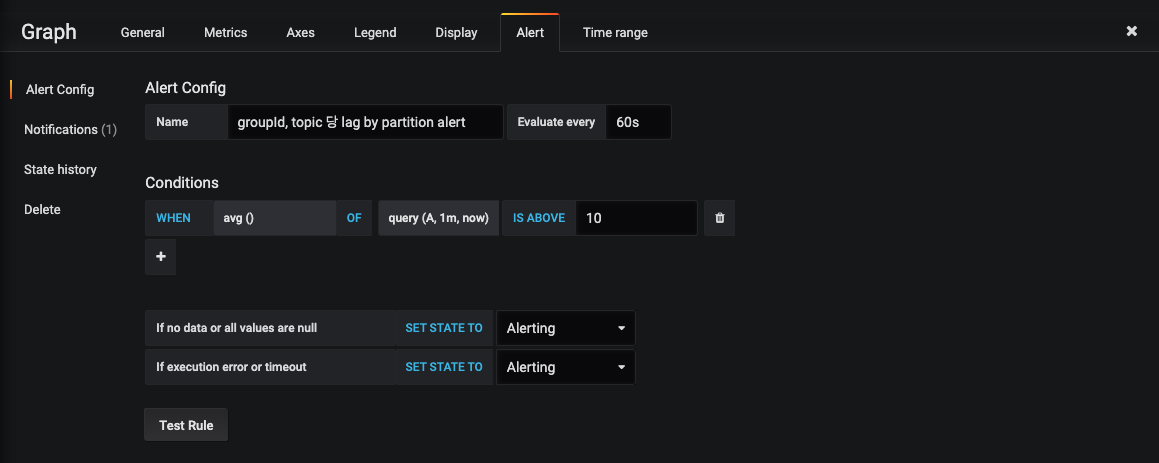 Graph General Metrics Axes Legend Display Alert Time range
Alert Config
Notifications (1)
State history
Delete
Alert Config
Name groupId, topic 당 lag by partition alert Evaluate every 60s
Conditions
WHEN avg () OF query (A, 1m, now) IS ABOVE 10
If no data or all values are null SET STATE TO Alerting
If execution error or timeout SET STATE TO Alerting
Test Rule